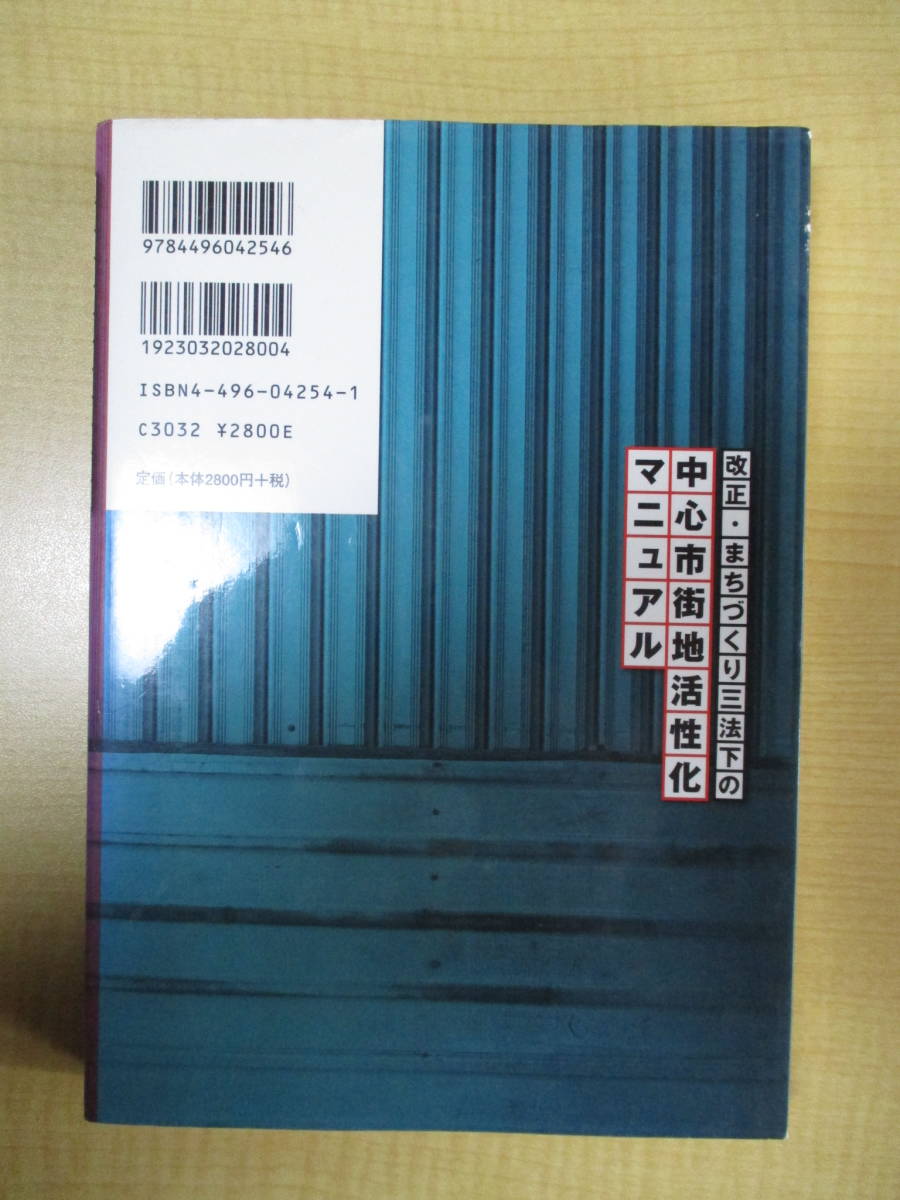 9784496042546
1923032028004
ISBN4-496-04254-1
C3032 ¥2800E
定価(本体2800円+税)
改正・まちづくり三法下の
中心市街地活性化
マニュアル